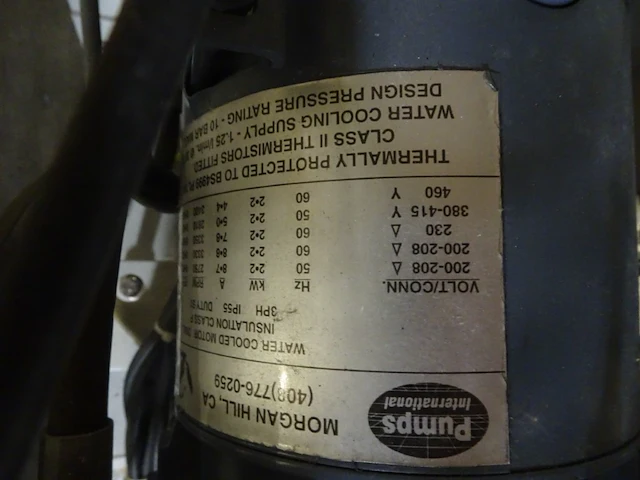 Pumps
International
MORGAN HILL, CA
(408)776-0259
WATER COOLED MOTOR
INSULATION CLASS F
3PH IP55 DUTY
VOLT/CONN. Hz kW A RPM
200-208 Δ 50 2•2 8•7
200-208 Δ 60 2•2 8•8
230 Δ 60 2•2 7•8
380-415 Y 50 2•2 5•0
460 Y 60 2•2 4•4
THERMALLY PROTECTED TO BS4999
CLASS II THERMISTORS FITTED
WATER COOLING SUPPLY - 1.25 l/min.
DESIGN PRESSURE RATING - 10 BAR